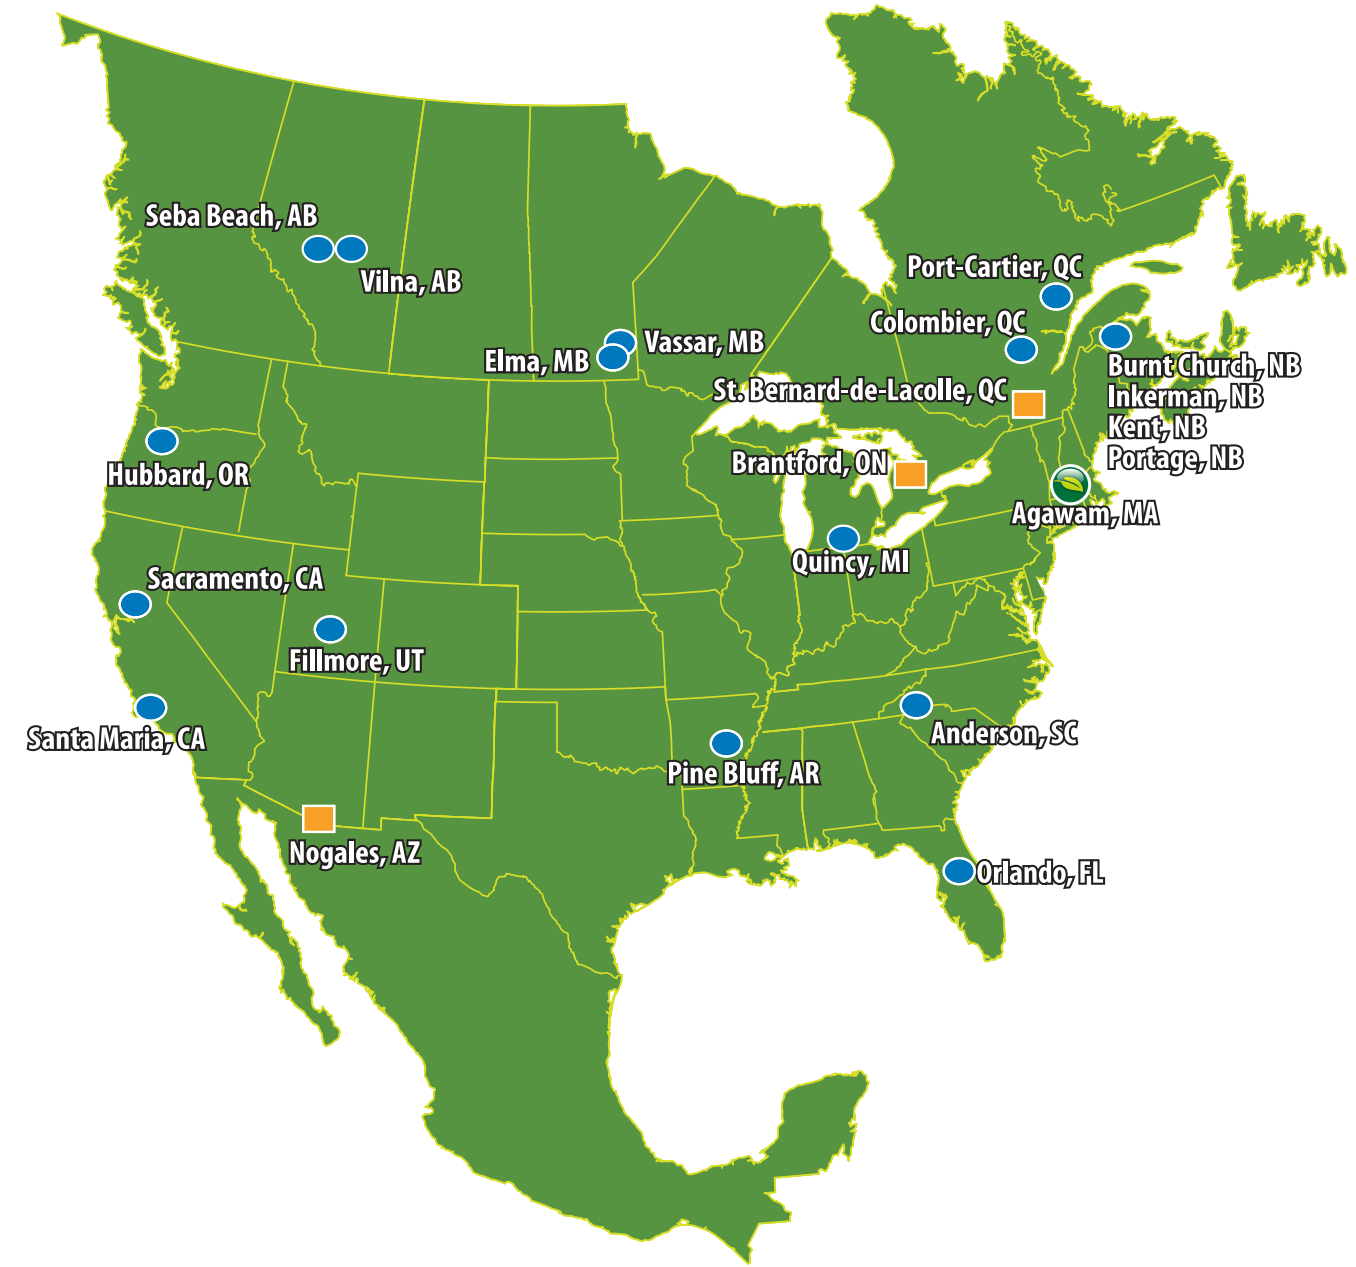 Seba Beach, AB
Vilna, AB
Port-Cartier, QC
Colombier, QC
Vassar, MB
Elma, MB
Burnt Church, NB
Inkerman, NB
Kent, NB
Portage, NB
St. Bernard-de-Lacolle, QC
Brantford, ON
Hubbard, OR
Agawam, MA
Quincy, MI
Sacramento, CA
Fillmore, UT
Santa Maria, CA
Anderson, SC
Pine Bluff, AR
Nogales, AZ
Orlando, FL